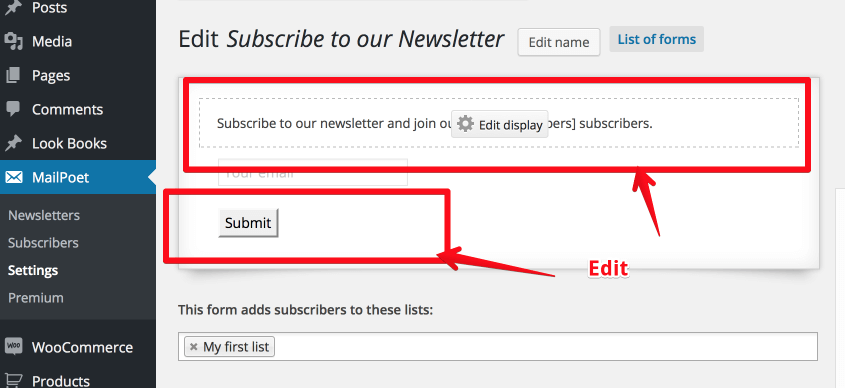 Posts
Media
Pages
Comments
Look Books
MailPoet
Newsletters
Subscribers
Settings
Premium
WooCommerce
Products
Edit Subscribe to our Newsletter
Edit name
List of forms
Subscribe to our newsletter and join ou Edit display bers] subscribers.
Your email
Submit
Edit
This form adds subscribers to these lists:
× My first list